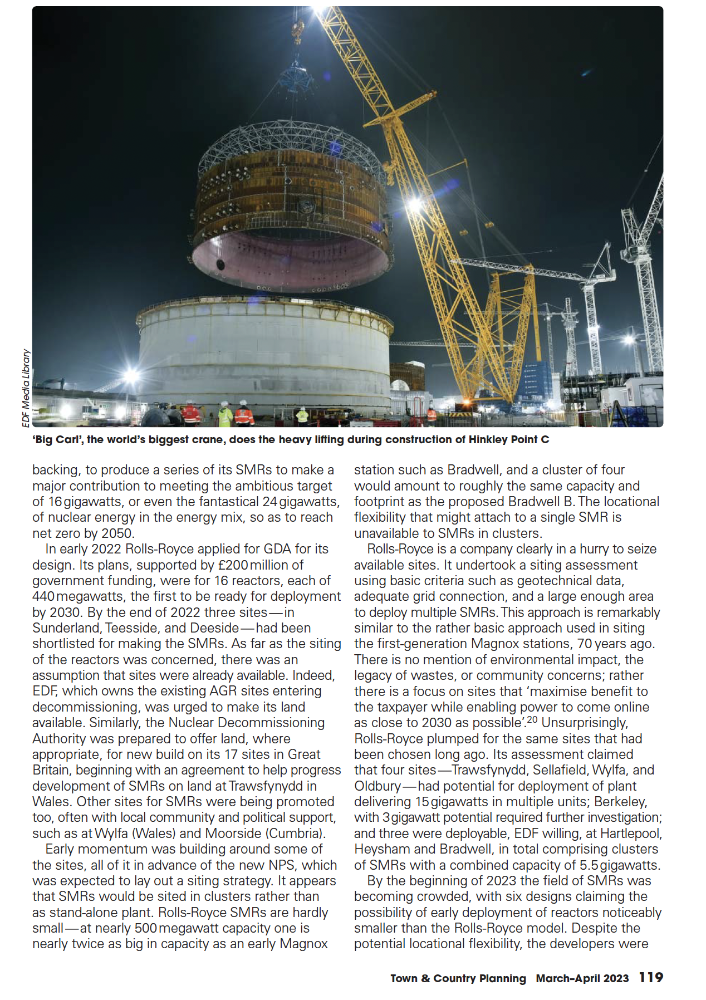 EDF Media Library
‘Big Carl’, the world’s biggest crane, does the heavy lifting during construction of Hinkley Point C
backing, to produce a series of its SMRs to make a
major contribution to meeting the ambitious target
of 16 gigawatts, or even the fantastical 24 gigawatts,
of nuclear energy in the energy mix, so as to reach
net zero by 2050.
In early 2022 Rolls-Royce applied for GDA for its
design. Its plans, supported by £200 million of
government funding, were for 16 reactors, each of
440 megawatts, the first to be ready for deployment
by 2030. By the end of 2022 three sites — in
Sunderland, Teesside, and Deeside — had been
shortlisted for making the SMRs. As far as the siting
of the reactors was concerned, there was an
assumption that sites were already available. Indeed,
EDF, which owns the existing AGR sites entering
decommissioning, was urged to make its land
available. Similarly, the Nuclear Decommissioning
Authority was prepared to offer land, where
appropriate, for new build on its 17 sites in Great
Britain, beginning with an agreement to help progress
development of SMRs on land at Trawsfynydd in
Wales. Other sites for SMRs were being promoted
too, often with local community and political support,
such as at Wylfa (Wales) and Moorside (Cumbria).
Early momentum was building around some of
the sites, all of it in advance of the new NPS, which
was expected to lay out a siting strategy. It appears
that SMRs would be sited in clusters rather than
as stand-alone plant. Rolls-Royce SMRs are hardly
small — at nearly 500 megawatt capacity one is
nearly twice as big in capacity as an early Magnox
station such as Bradwell, and a cluster of four
would amount to roughly the same capacity and
footprint as the proposed Bradwell B. The locational
flexibility that might attach to a single SMR is
unavailable to SMRs in clusters.
Rolls-Royce is a company clearly in a hurry to seize
available sites. It undertook a siting assessment
using basic criteria such as geotechnical data,
adequate grid connection, and a large enough area
to deploy multiple SMRs. This approach is remarkably
similar to the rather basic approach used in siting
the first-generation Magnox stations, 70 years ago.
There is no mention of environmental impact, the
legacy of wastes, or community concerns; rather
there is a focus on sites that ‘maximise benefit to
the taxpayer while enabling power to come online
as close to 2030 as possible’.20 Unsurprisingly,
Rolls-Royce plumped for the same sites that had
been chosen long ago. Its assessment claimed
that four sites — Trawsfynydd, Sellafield, Wylfa, and
Oldbury — had potential for deployment of plant
delivering 15 gigawatts in multiple units; Berkeley,
with 3 gigawatt potential required further investigation;
and three were deployable, EDF willing, at Hartlepool,
Heysham and Bradwell, in total comprising clusters
of SMRs with a combined capacity of 5.5 gigawatts.
By the beginning of 2023 the field of SMRs was
becoming crowded, with six designs claiming the
possibility of early deployment of reactors noticeably
smaller than the Rolls-Royce model. Despite the
potential locational flexibility, the developers were
Town & Country Planning March–April 2023 119